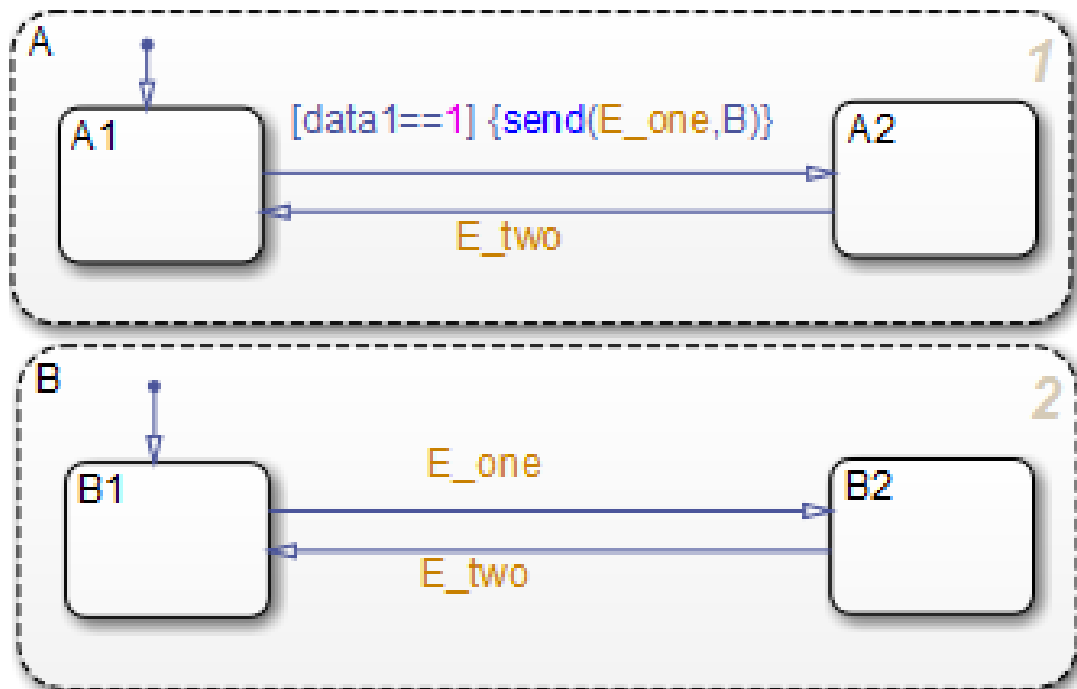 A
1
[data1==1] {send(E_one,B)}
A1
A2
E_two
B
2
E_one
B1
B2
E_two